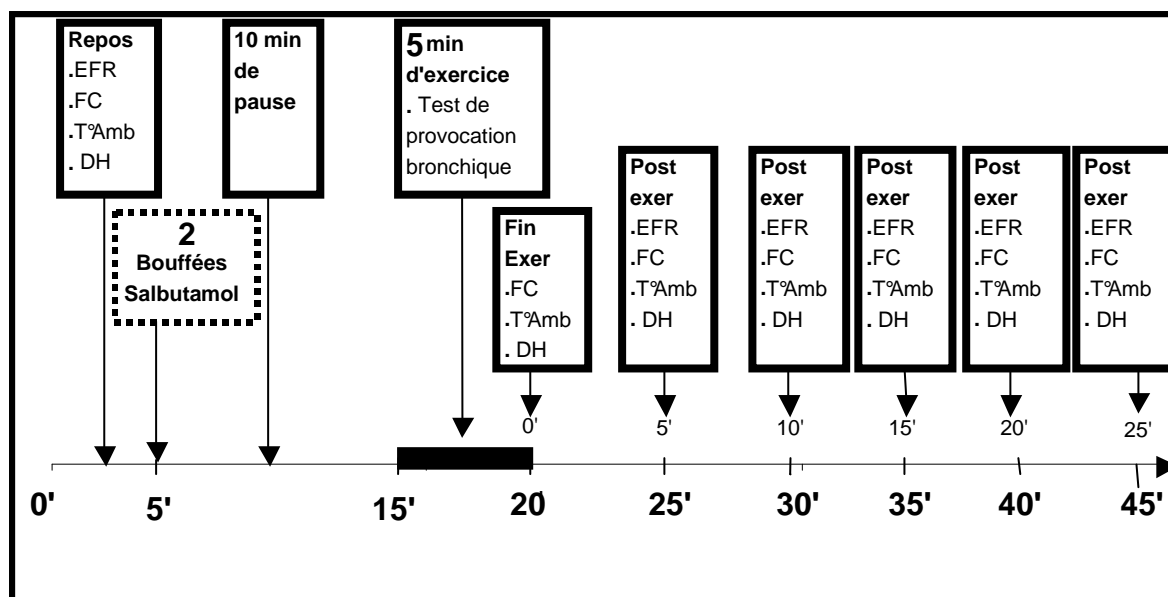 Repos
.EFR
.FC
.T°Amb
. DH
10 min
de
pause
5 min
d'exercice
. Test de
provocation
bronchique
2
Bouffées
Salbutamol
Fin
Exer
.FC
.T°Amb
. DH
Post
exer
.EFR
.FC
.T°Amb
. DH
Post
exer
.EFR
.FC
.T°Amb
. DH
Post
exer
.EFR
.FC
.T°Amb
. DH
Post
exer
.EFR
.FC
.T°Amb
. DH
Post
exer
.EFR
.FC
.T°Amb
. DH
0' 5' 10' 15' 20' 25'
0' 5' 15' 20 25' 30' 35' 40' 45'